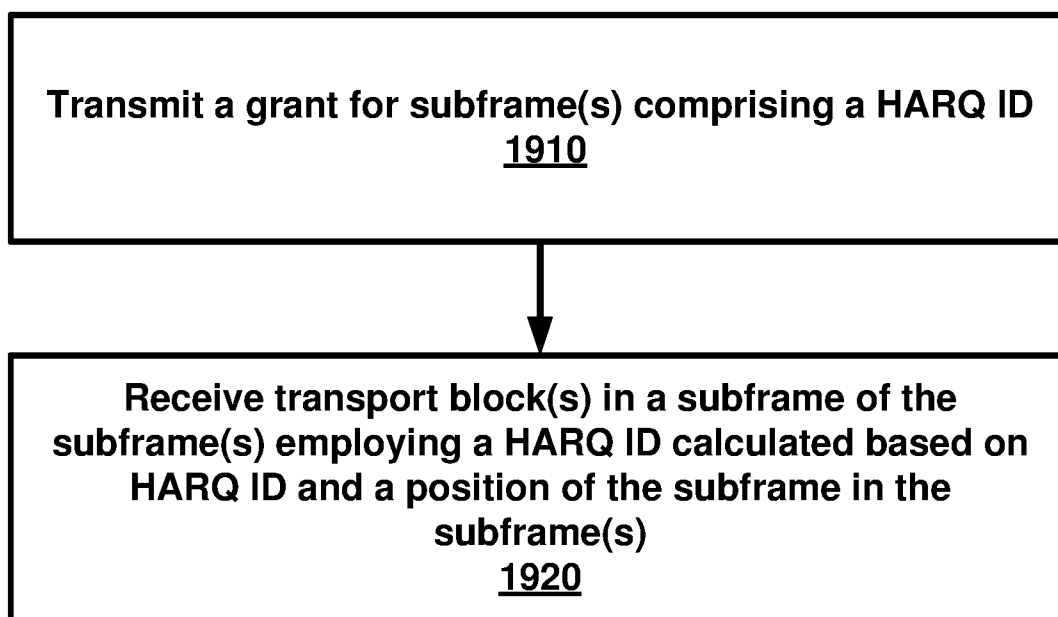 Transmit a grant for subframe(s) comprising a HARQ ID
1910
Receive transport block(s) in a subframe of the
subframe(s) employing a HARQ ID calculated based on
HARQ ID and a position of the subframe in the
subframe(s)
1920